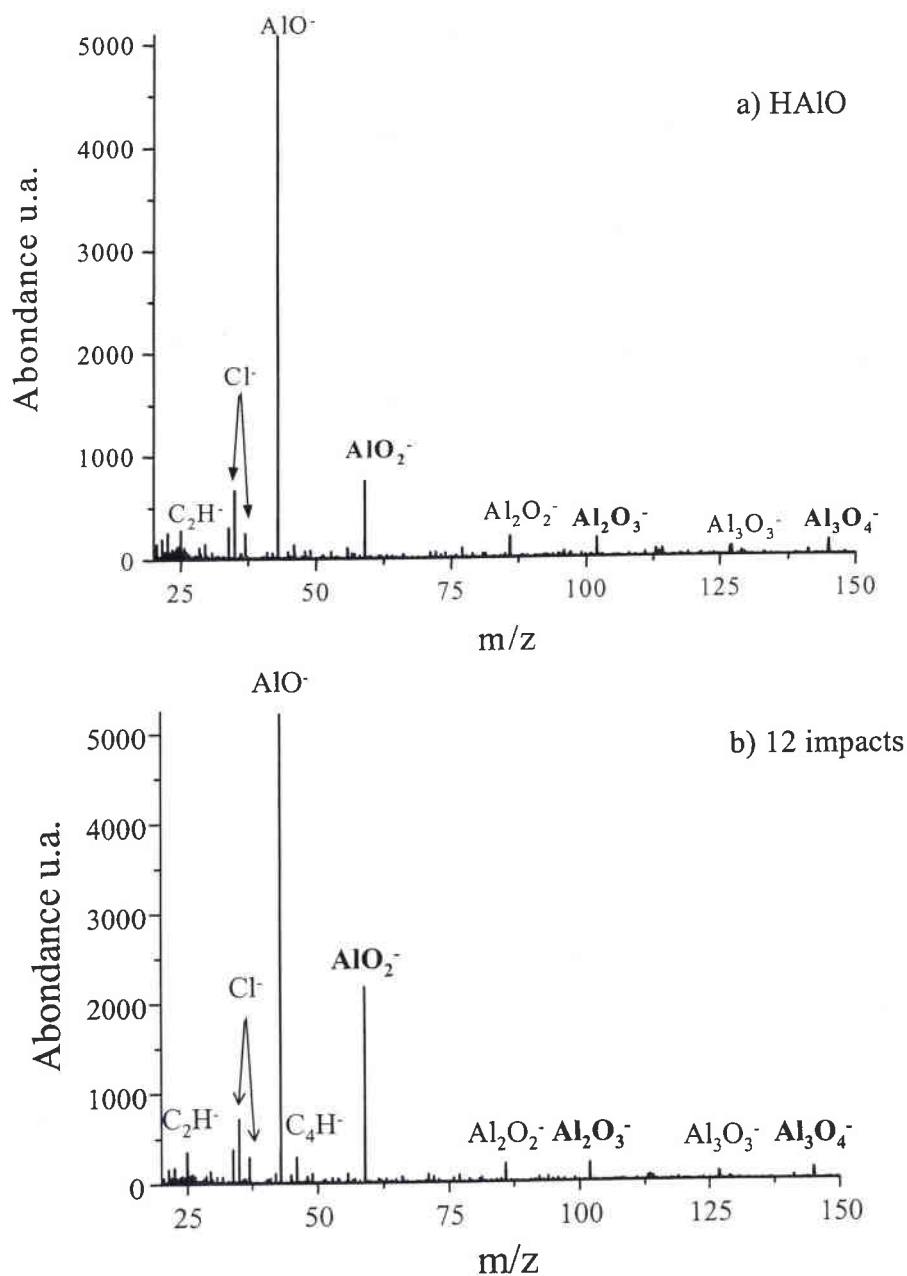 AlO⁻
5000
a) HAlO
4000
Abondance u.a.
3000
2000
Cl⁻
1000
AlO₂⁻
C₂H⁻
Al₂O₂⁻ Al₂O₃⁻ Al₃O₃⁻ Al₃O₄⁻
0
25 50 75 100 125 150
m/z
AlO⁻
5000
b) 12 impacts
4000
Abondance u.a.
3000
AlO₂⁻
2000
Cl⁻
1000
C₂H⁻ C₄H⁻
Al₂O₂⁻ Al₂O₃⁻ Al₃O₃⁻ Al₃O₄⁻
0
25 50 75 100 125 150
m/z